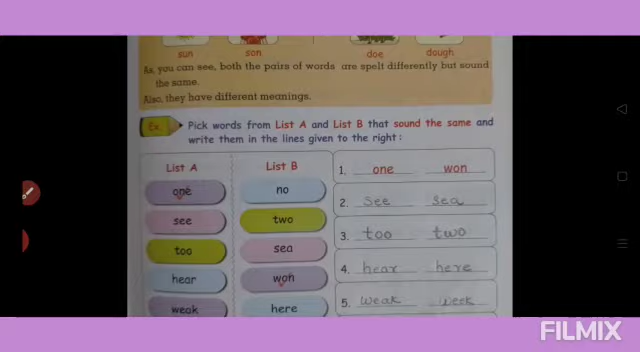 sun son doe dough
As, you can see, both the pairs of words are spelt differently but sound
the same.
Also, they have different meanings.
Ex. Pick words from List A and List B that sound the same and
write them in the lines given to the right :
List A List B
one no
see two
too sea
hear won
weak here
1. one won
2. see sea
3. too two
4. hear here
5. weak week
FILMIX